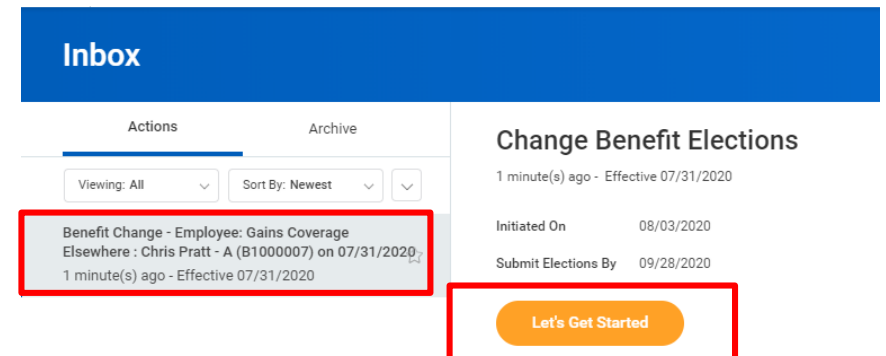 Inbox
Actions
Archive
Viewing: All
Sort By: Newest
Benefit Change - Employee: Gains Coverage
Elsewhere : Chris Pratt - A (B1000007) on 07/31/2020
1 minute(s) ago - Effective 07/31/2020
Change Benefit Elections
1 minute(s) ago - Effective 07/31/2020
Initiated On 08/03/2020
Submit Elections By 09/28/2020
Let's Get Started